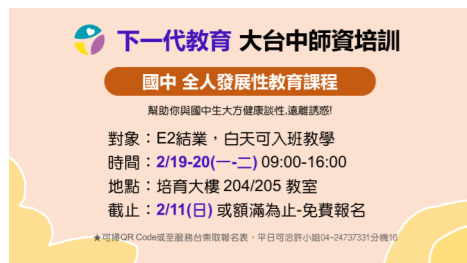 下一代教育 大台中師資培訓
國中 全人發展性教育課程
幫助你與國中生大方健康談性,遠離誘惑!
對象：E2結業，白天可入班教學
時間：2/19-20(一-二) 09:00-16:00
地點：培育大樓 204/205 教室
截止：2/11(日) 或額滿為止-免費報名
★可掃QR Code或至服務台索取報名表，平日可洽許小姐04-24737331分機16